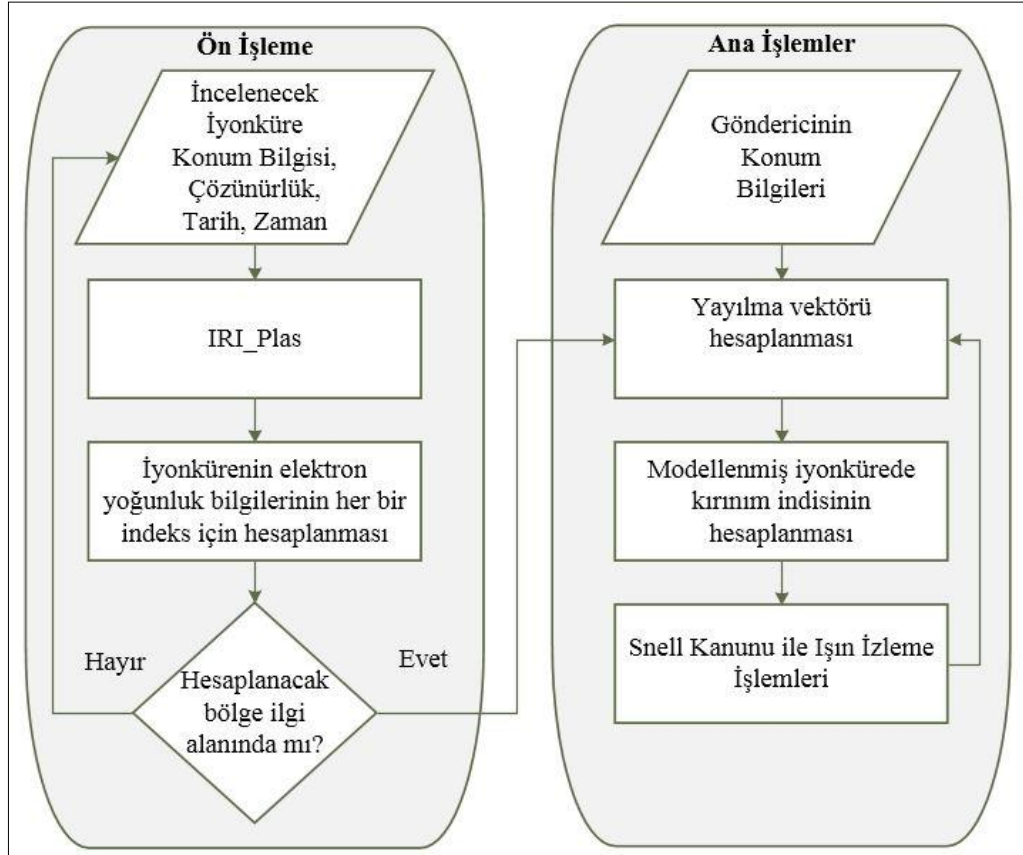 Ön İşleme
İncelenecek
İyonküre
Konum Bilgisi,
Çözünürlük,
Tarih, Zaman
IRI_Plas
İyonkürenin elektron
yoğunluk bilgilerinin her bir
indeks için hesaplanması
Hayır
Evet
Hesaplanacak
bölge ilgi
alanında mı?
Ana İşlemler
Göndericinin
Konum
Bilgileri
Yayılma vektörü
hesaplanması
Modellenmiş iyonkürede
kırınım indisinin
hesaplanması
Snell Kanunu ile Işın İzleme
İşlemleri